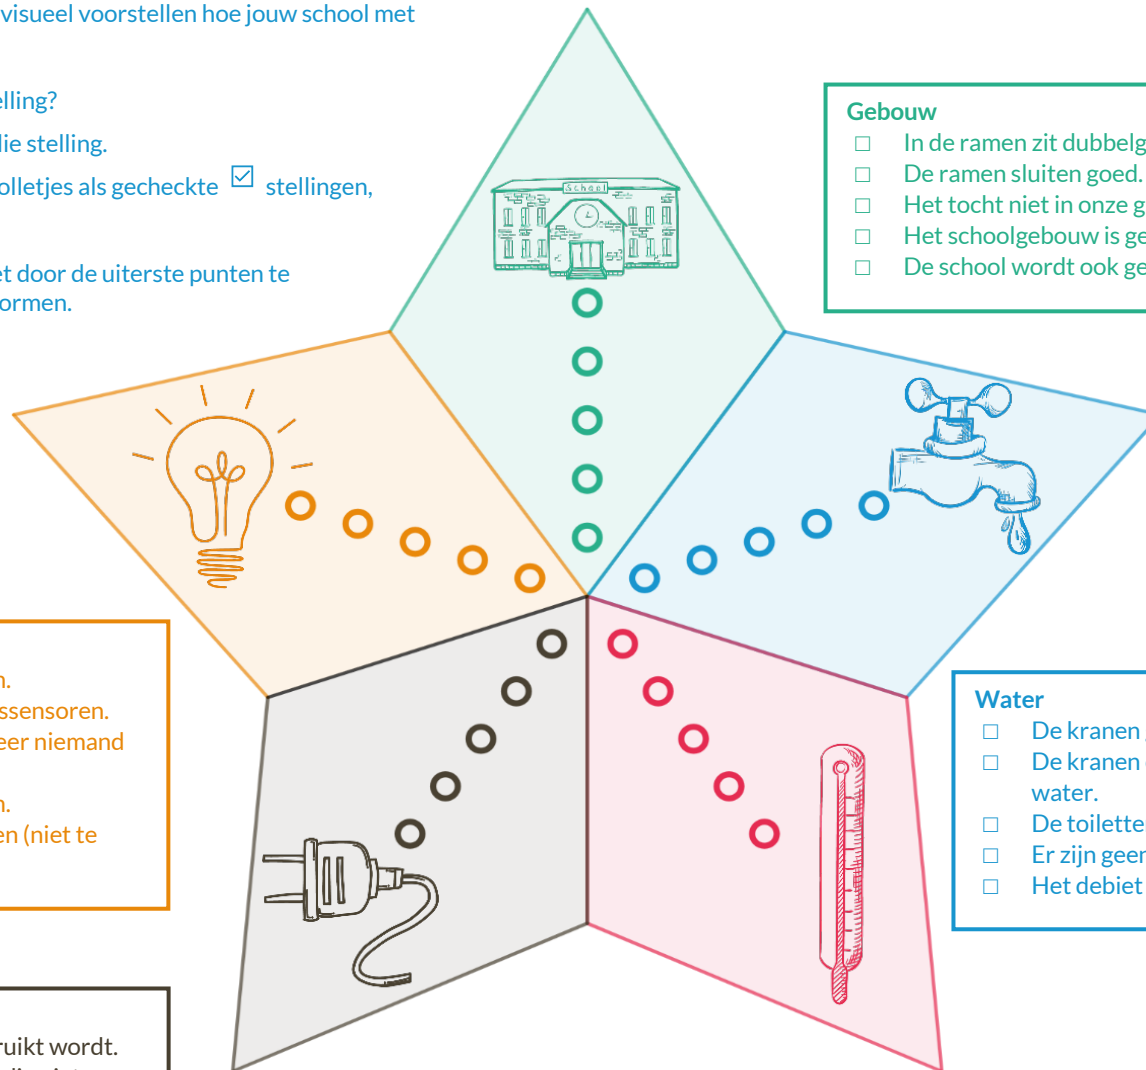 visueel voorstellen hoe jouw school met
elling?
die stelling.
olletjes als gecheckte ☑ stellingen,
et door de uiterste punten te
ormen.
School
Gebouw
☐ In de ramen zit dubbelg
☐ De ramen sluiten goed.
☐ Het tocht niet in onze g
☐ Het schoolgebouw is ge
☐ De school wordt ook ge
n.
ssensoren.
eer niemand
n.
en (niet te
Water
☐ De kranen
☐ De kranen
water.
☐ De toilette
☐ Er zijn geen
☐ Het debiet
ruikt wordt.